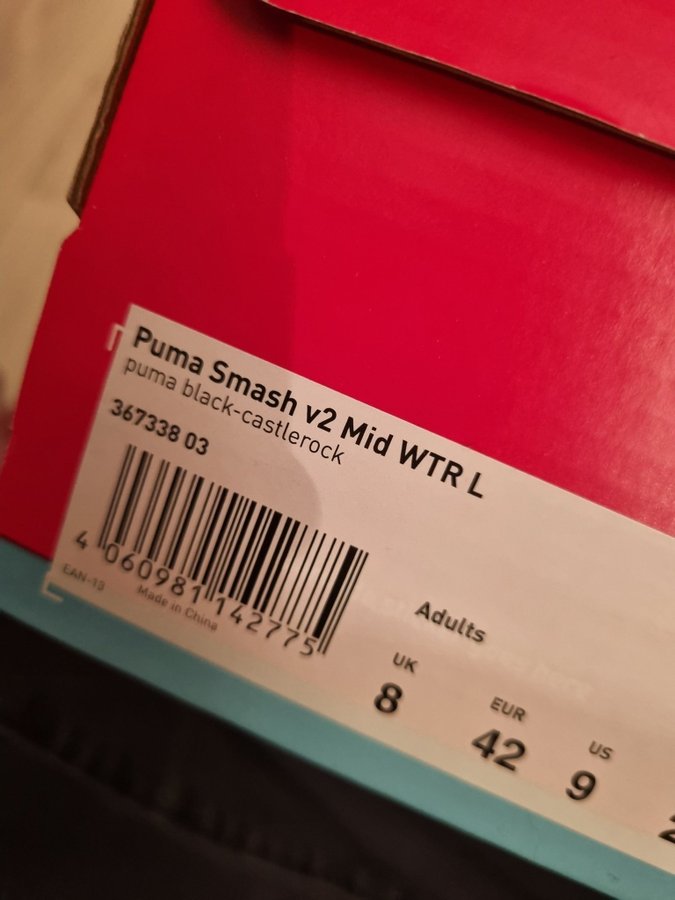 Puma Smash v2 Mid WTR L
puma black-castlerock
367338 03
4 060981 142775
EAN-13
Made in China
Adults
UK
8
EUR
42
US
9